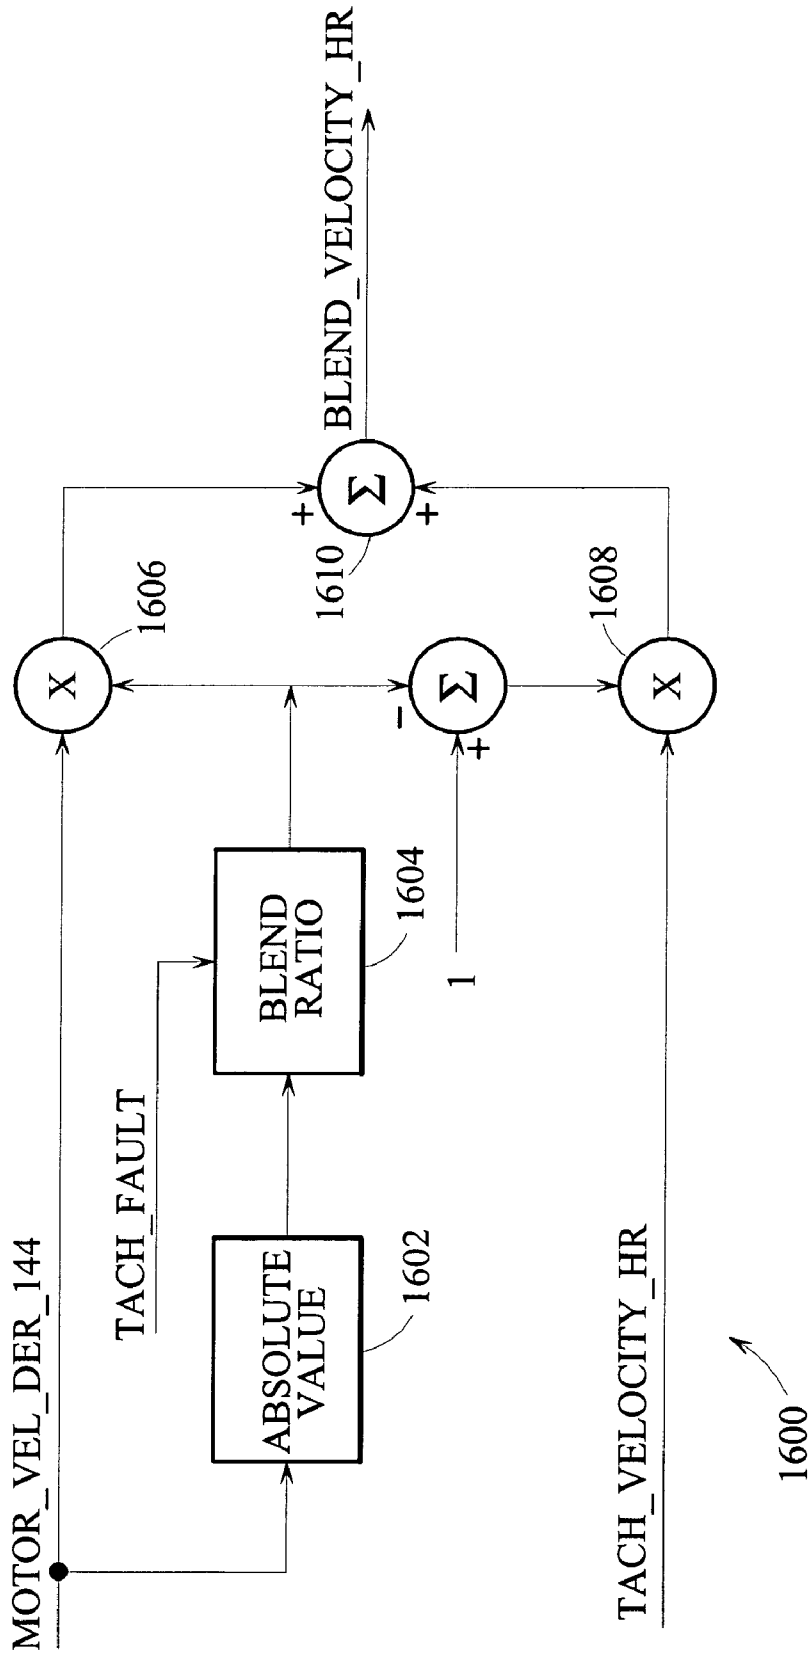 MOTOR_VEL_DER_144
X
1606
TACH_FAULT
ABSOLUTE
VALUE
1602
BLEND
RATIO
1604
+
Σ
+
1610
BLEND_VELOCITY_HR
−
Σ
+
1
TACH_VELOCITY_HR
X
1608
1600